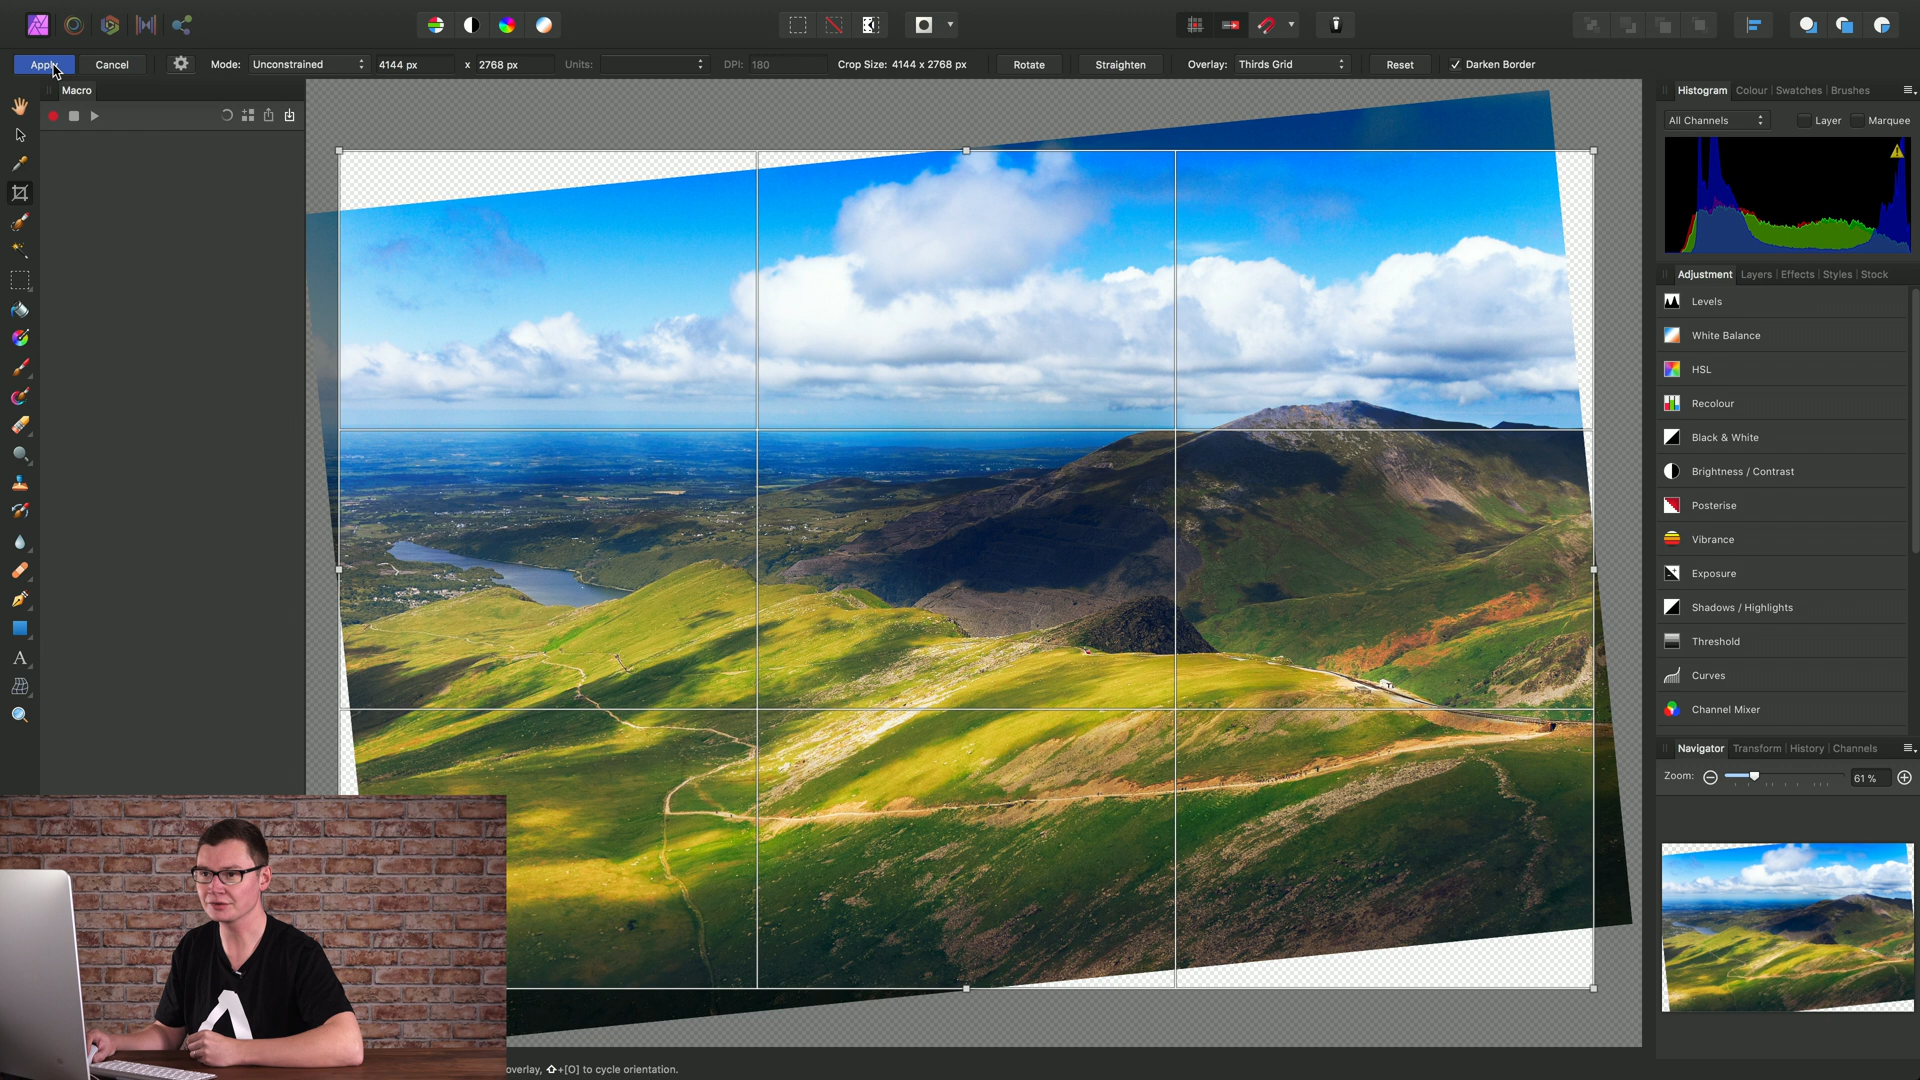 Apply Cancel Mode: Unconstrained 4144 px x 2768 px Units: DPI: 180 Crop Size: 4144 x 2768 px Rotate Straighten Overlay: Thirds Grid Reset Darken Border
Macro
Histogram Colour Swatches Brushes
All Channels Layer Marquee
Adjustment Layers Effects Styles Stock
Levels
White Balance
HSL
Recolour
Black & White
Brightness / Contrast
Posterise
Vibrance
Exposure
Shadows / Highlights
Threshold
Curves
Channel Mixer
Navigator Transform History Channels
Zoom: 61 %
overlay, ⇧+[O] to cycle orientation.